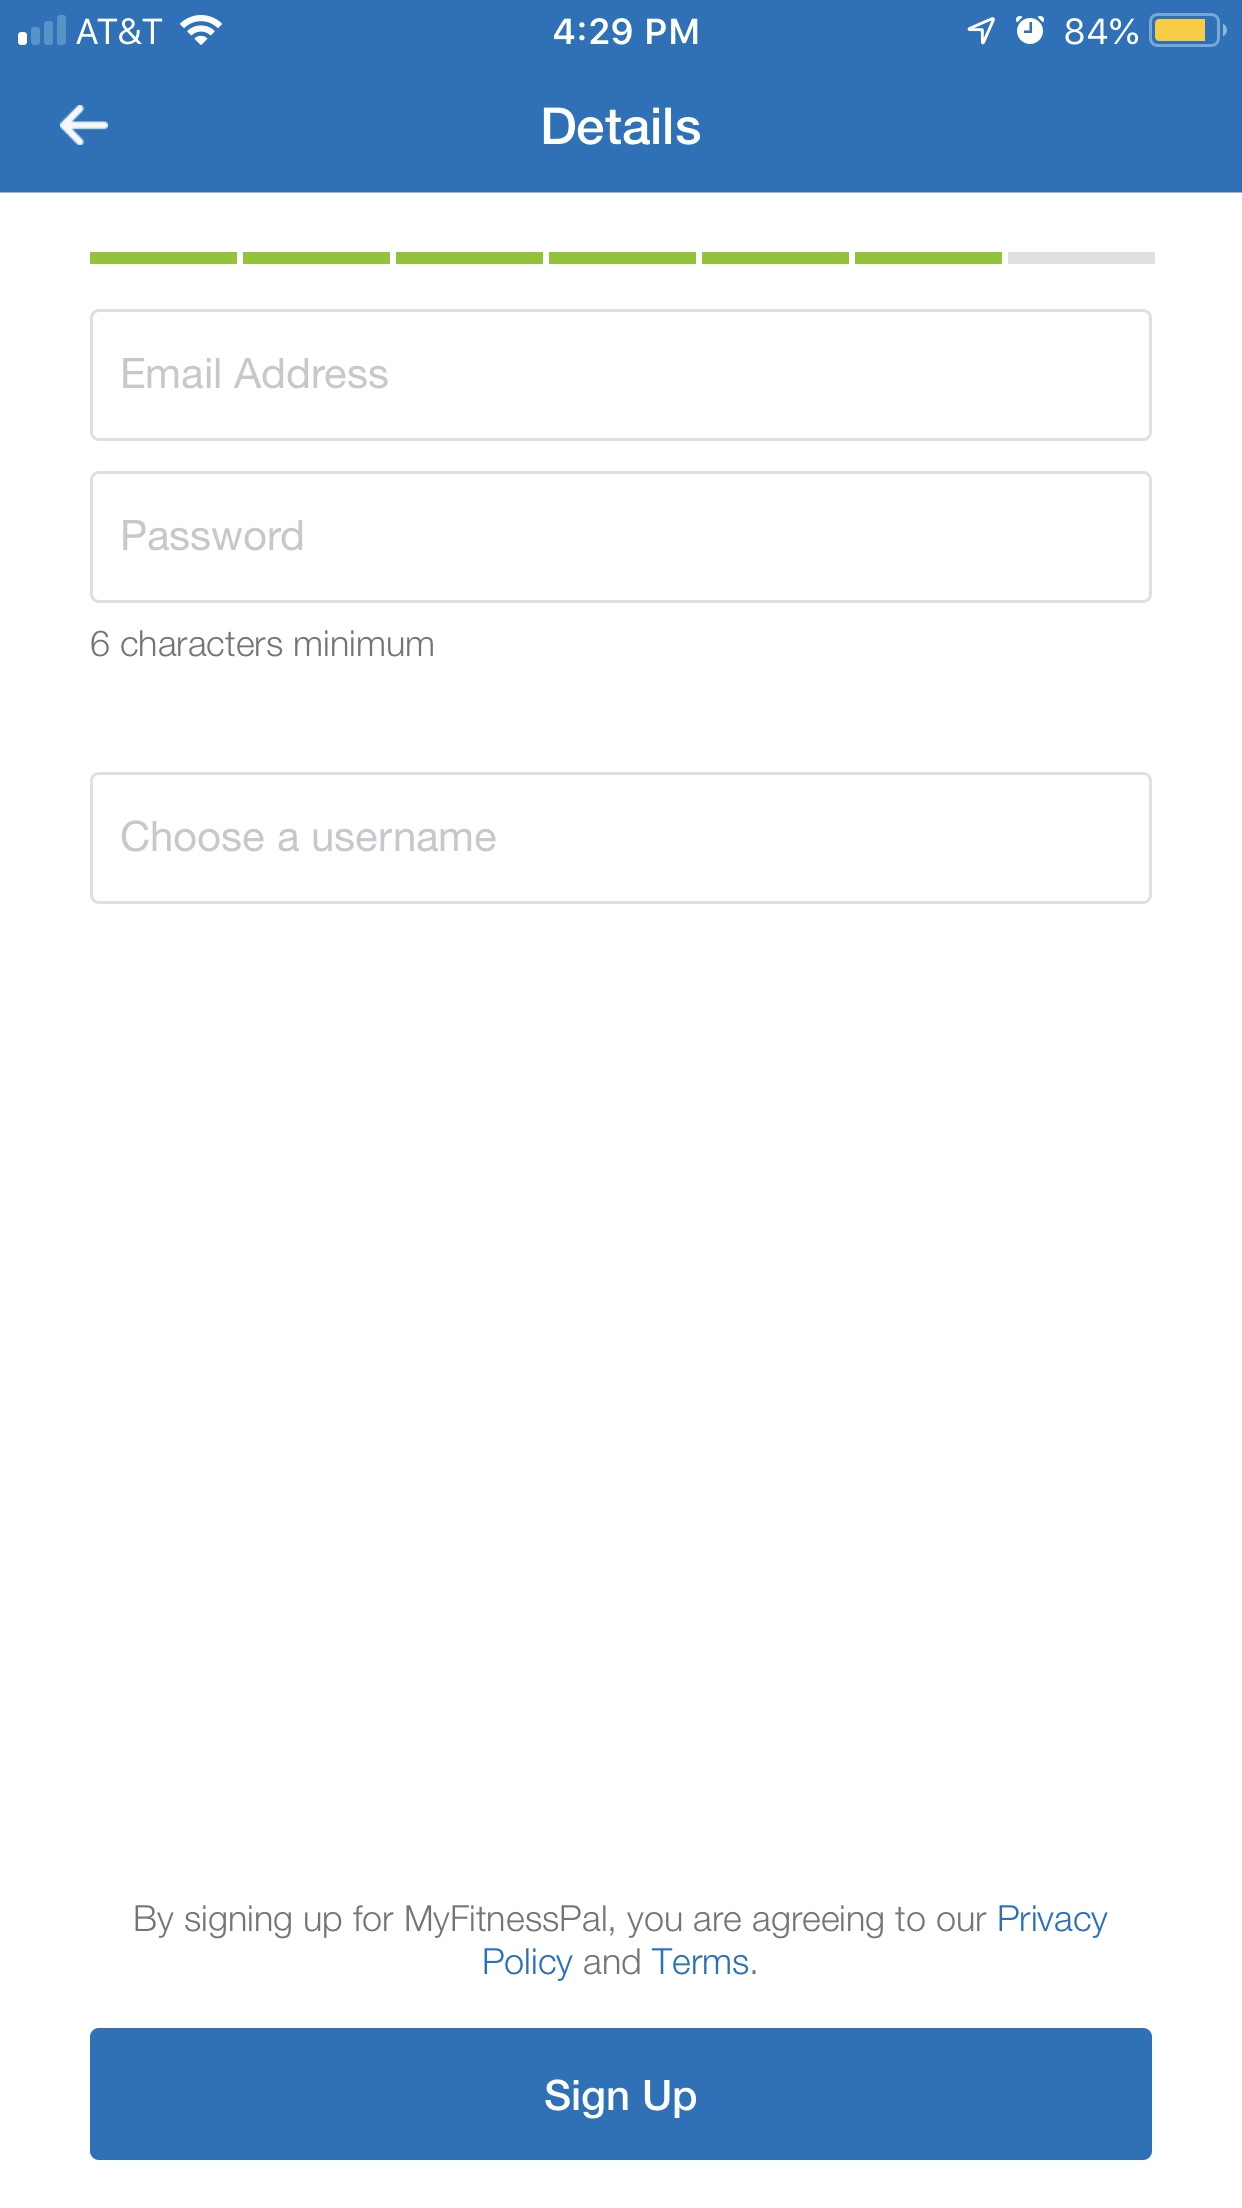 AT&T 4:29 PM 84%
Details
Email Address
Password
6 characters minimum
Choose a username
By signing up for MyFitnessPal, you are agreeing to our Privacy
Policy and Terms.
Sign Up